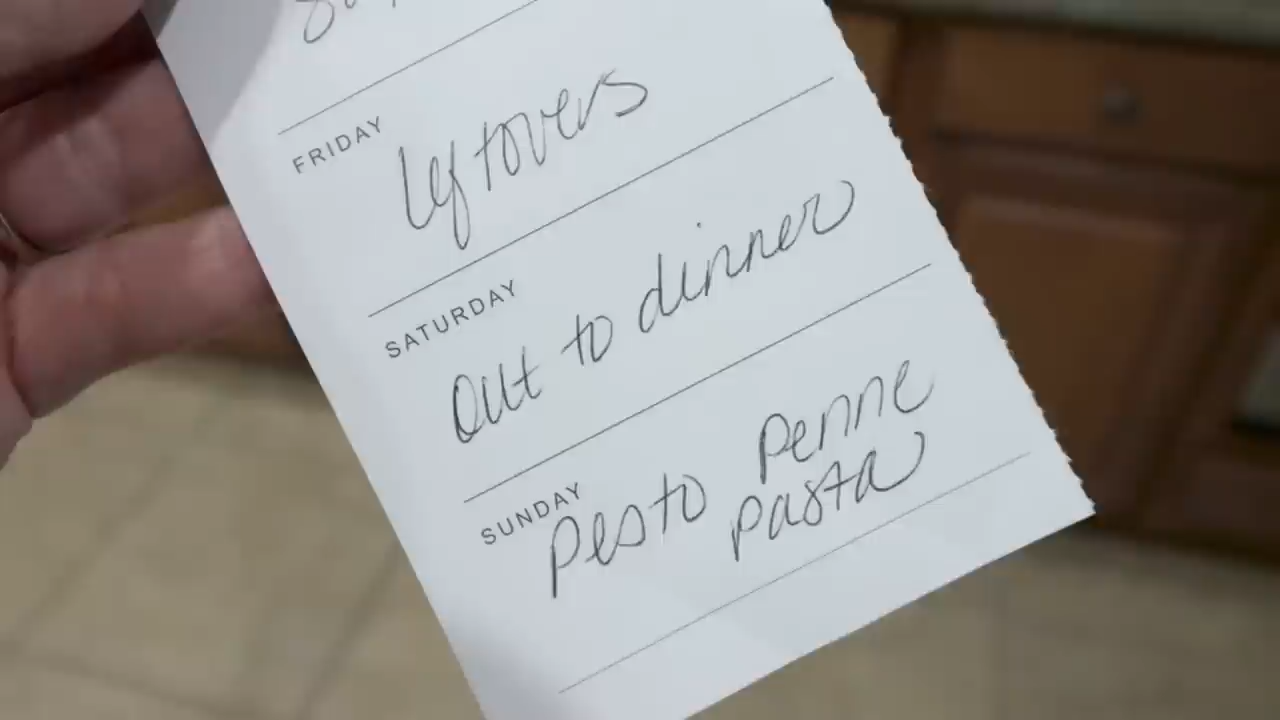 FRIDAY
leftovers
SATURDAY
out to dinner
SUNDAY
Pesto Penne
pasta